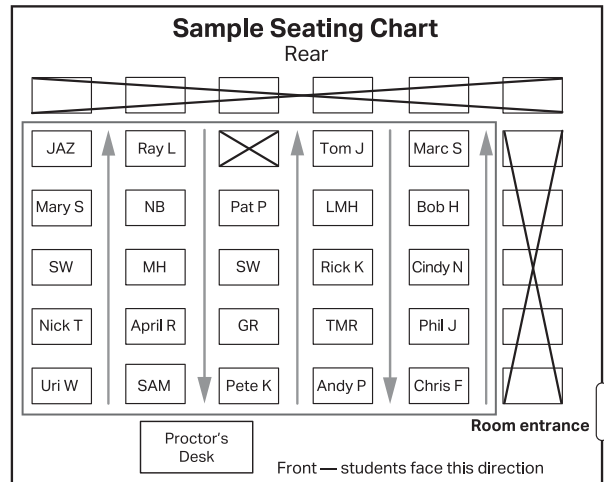 Sample Seating Chart
Rear
JAZ Ray L Tom J Marc S
Mary S NB Pat P LMH Bob H
SW MH SW Rick K Cindy N
Nick T April R GR TMR Phil J
Uri W SAM Pete K Andy P Chris F
Room entrance
Proctor's
Desk
Front — students face this direction